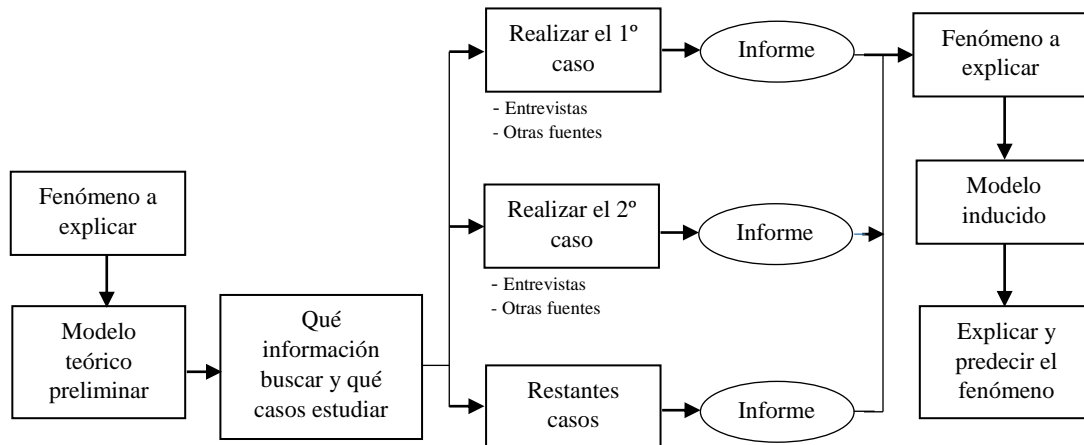 Fenómeno a
explicar
Modelo
teórico
preliminar
Qué
información
buscar y qué
casos estudiar
Realizar el 1º
caso
- Entrevistas
- Otras fuentes
Informe
Realizar el 2º
caso
- Entrevistas
- Otras fuentes
Informe
Restantes
casos
Informe
Fenómeno a
explicar
Modelo
inducido
Explicar y
predecir el
fenómeno